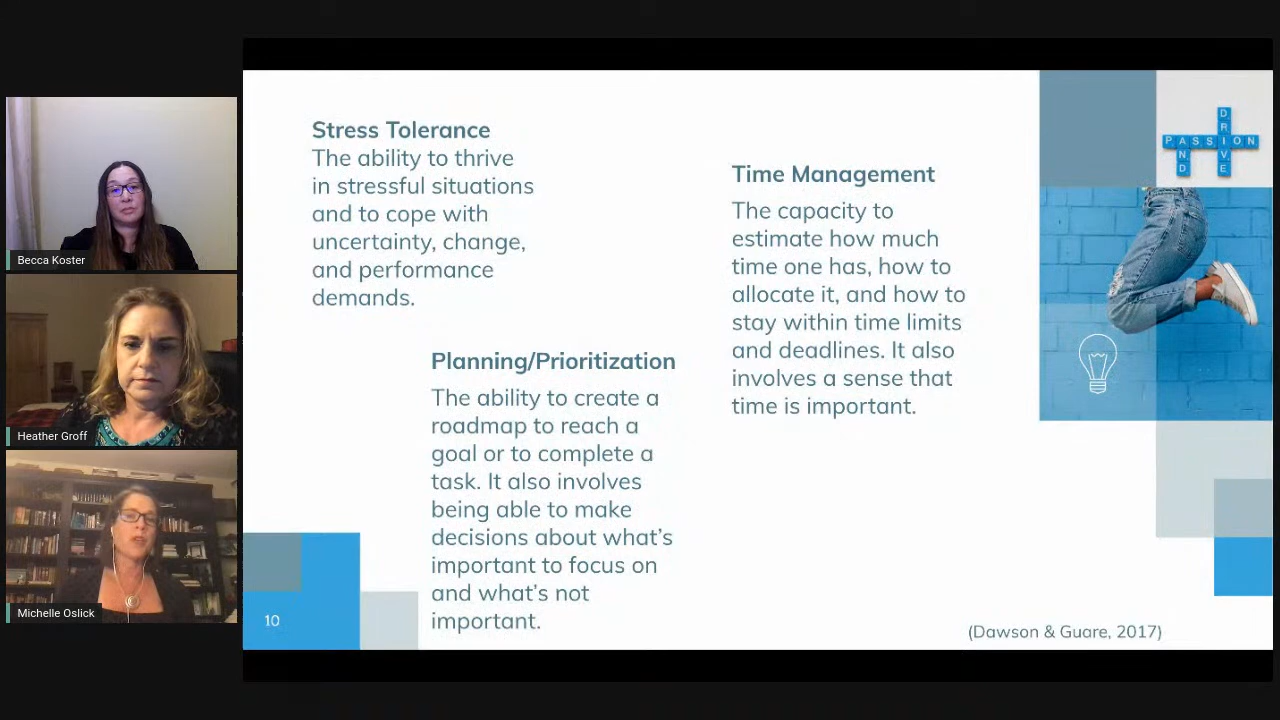 Becca Koster
Heather Groff
Michelle Oslick
Stress Tolerance
The ability to thrive
in stressful situations
and to cope with
uncertainty, change,
and performance
demands.
Planning/Prioritization
The ability to create a
roadmap to reach a
goal or to complete a
task. It also involves
being able to make
decisions about what’s
important to focus on
and what’s not
important.
Time Management
The capacity to
estimate how much
time one has, how to
allocate it, and how to
stay within time limits
and deadlines. It also
involves a sense that
time is important.
PASSION
AND
DRIVE
10
(Dawson & Guare, 2017)